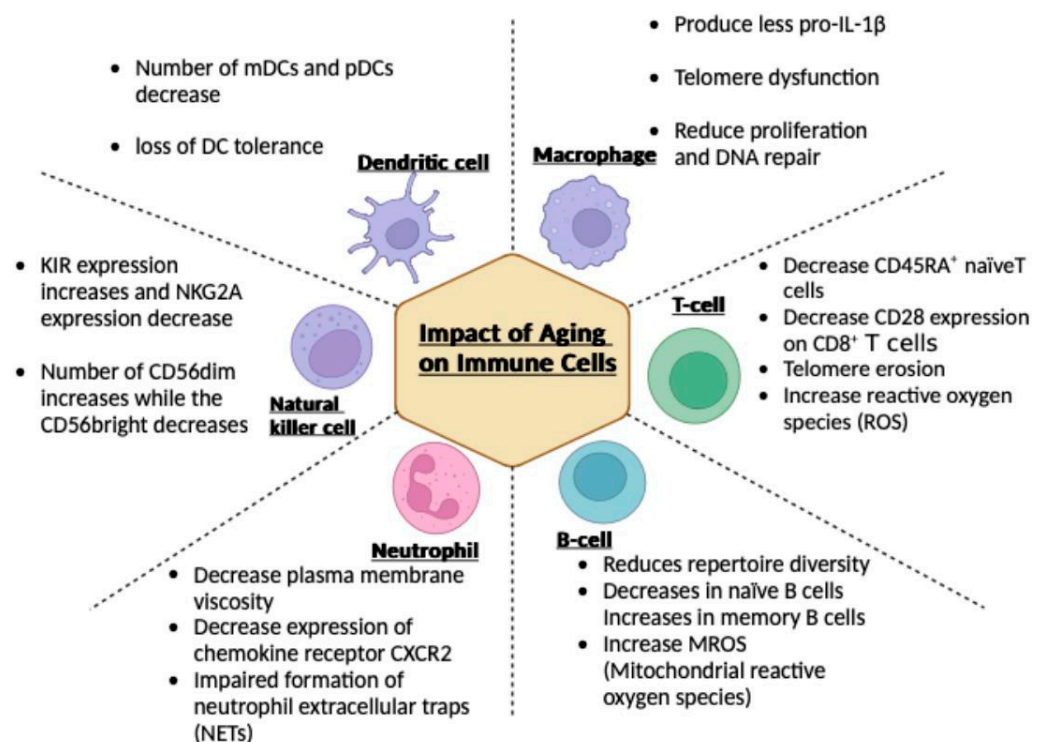 Impact of Aging
on Immune Cells
Dendritic cell
• Number of mDCs and pDCs
decrease
• loss of DC tolerance
Macrophage
• Produce less pro-IL-1β
• Telomere dysfunction
• Reduce proliferation
and DNA repair
T-cell
• Decrease CD45RA⁺ naïveT
cells
• Decrease CD28 expression
on CD8⁺ T cells
• Telomere erosion
• Increase reactive oxygen
species (ROS)
B-cell
• Reduces repertoire diversity
• Decreases in naïve B cells
Increases in memory B cells
• Increase MROS
(Mitochondrial reactive
oxygen species)
Neutrophil
• Decrease plasma membrane
viscosity
• Decrease expression of
chemokine receptor CXCR2
• Impaired formation of
neutrophil extracellular traps
(NETs)
Natural
killer cell
• KIR expression
increases and NKG2A
expression decrease
• Number of CD56dim
increases while the
CD56bright decreases